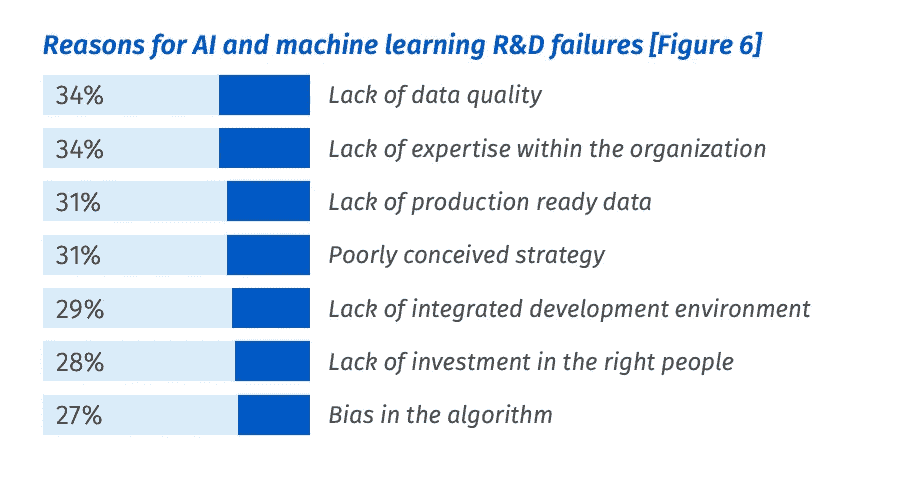 Reasons for AI and machine learning R&D failures [Figure 6]
34% Lack of data quality
34% Lack of expertise within the organization
31% Lack of production ready data
31% Poorly conceived strategy
29% Lack of integrated development environment
28% Lack of investment in the right people
27% Bias in the algorithm